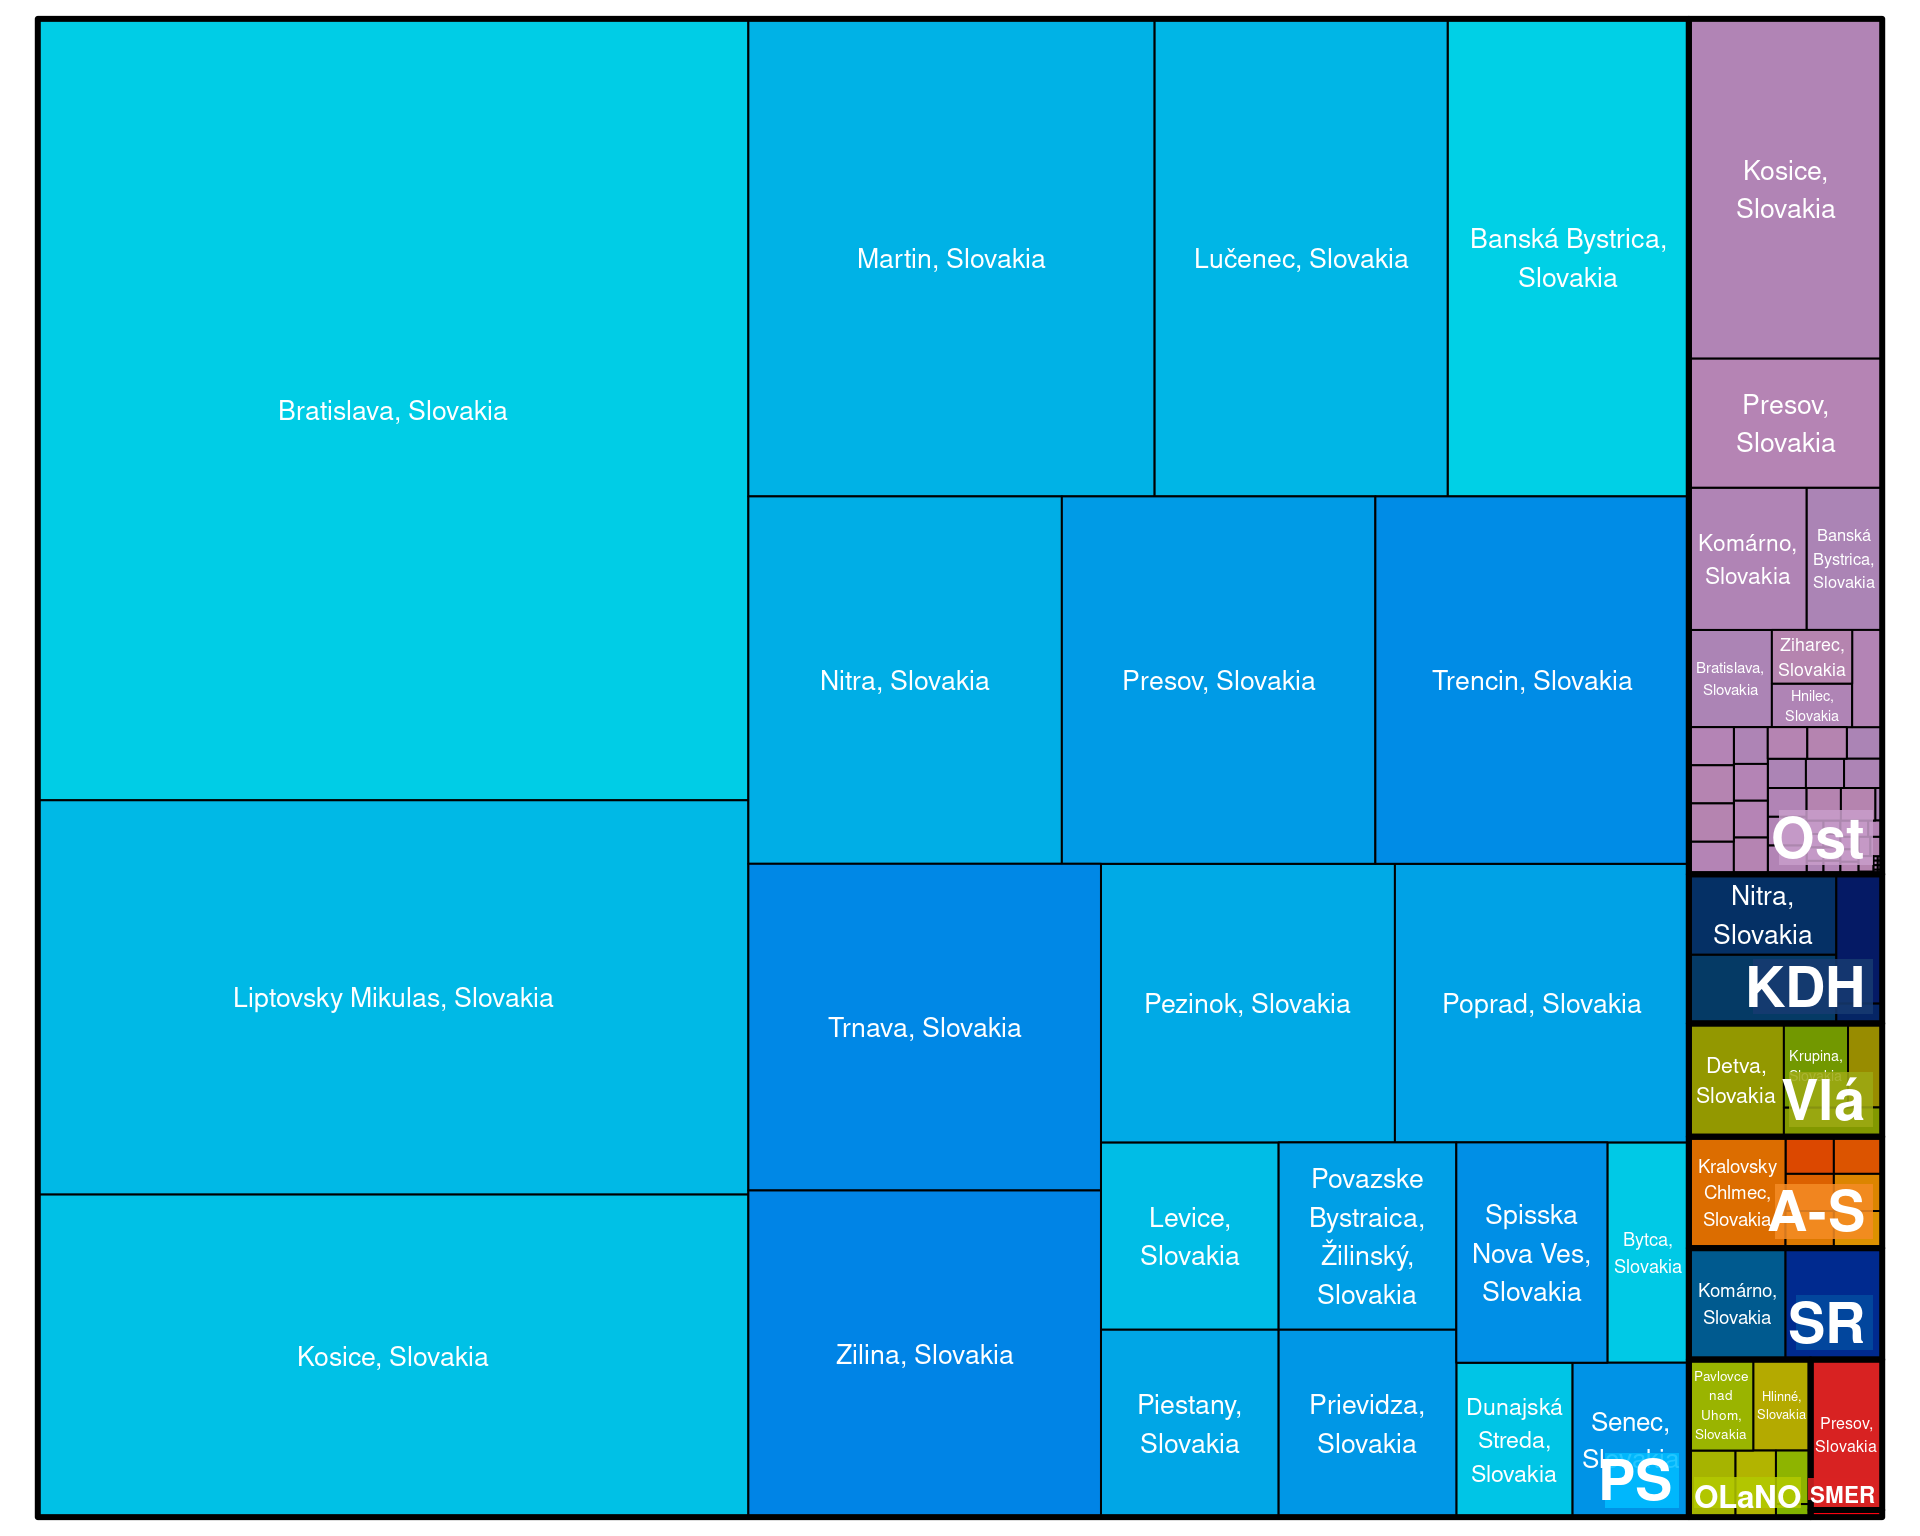 Bratislava, Slovakia
Liptovsky Mikulas, Slovakia
Kosice, Slovakia
Martin, Slovakia
Lučenec, Slovakia
Banská Bystrica,
Slovakia
Nitra, Slovakia
Presov, Slovakia
Trencin, Slovakia
Trnava, Slovakia
Zilina, Slovakia
Pezinok, Slovakia
Poprad, Slovakia
Levice,
Slovakia
Povazske
Bystraica,
Žilinský,
Slovakia
Spisska
Nova Ves,
Slovakia
Bytca,
Slovakia
Piestany,
Slovakia
Prievidza,
Slovakia
Dunajská
Streda,
Slovakia
Senec,
Slovakia
PS
Kosice,
Slovakia
Presov,
Slovakia
Komárno,
Slovakia
Banská
Bystrica,
Slovakia
Bratislava,
Slovakia
Ziharec,
Slovakia
Hnilec,
Slovakia
Ost
Nitra,
Slovakia
KDH
Detva,
Slovakia
Krupina,
Slovakia
Vlá
Kralovsky
Chlmec,
Slovakia
A-S
Komárno,
Slovakia
SR
Pavlovce
nad
Uhom,
Slovakia
Hlinné,
Slovakia
OLaNO
Presov,
Slovakia
SMER